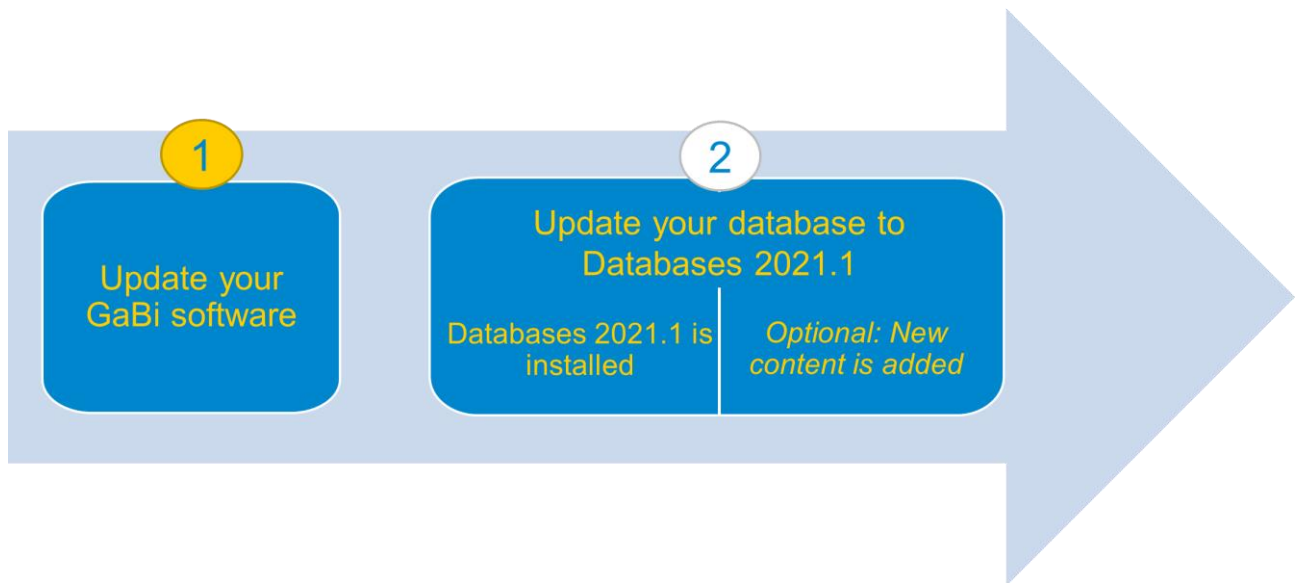 1
Update your
GaBi software
2
Update your database to
Databases 2021.1
Databases 2021.1 is
installed
Optional: New
content is added